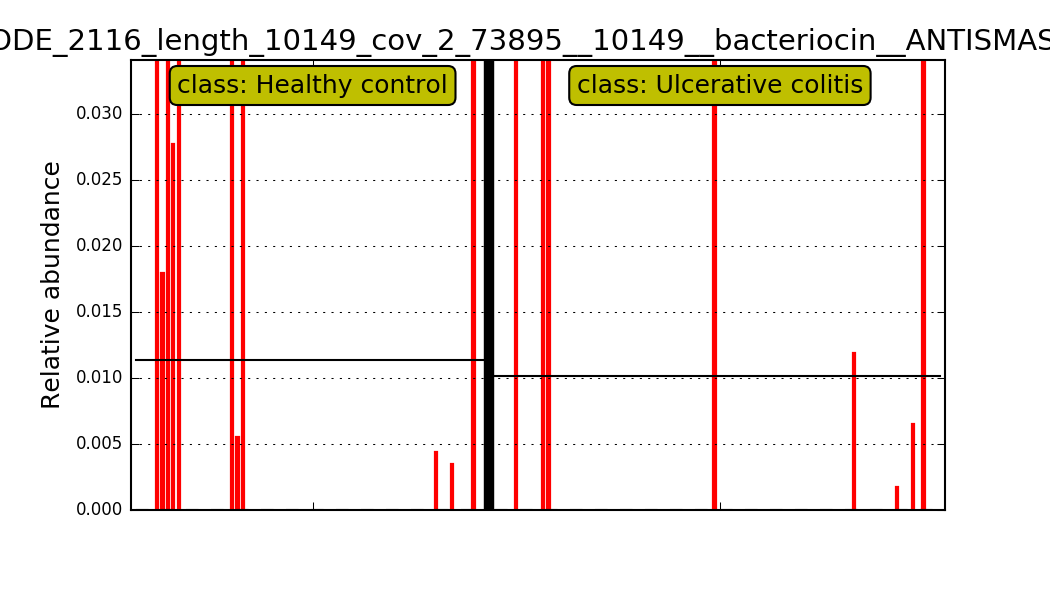 ODE_2116_length_10149_cov_2_73895__10149__bacteriocin__ANTISMAS
class: Healthy control
class: Ulcerative colitis
Relative abundance
0.030
0.025
0.020
0.015
0.010
0.005
0.000